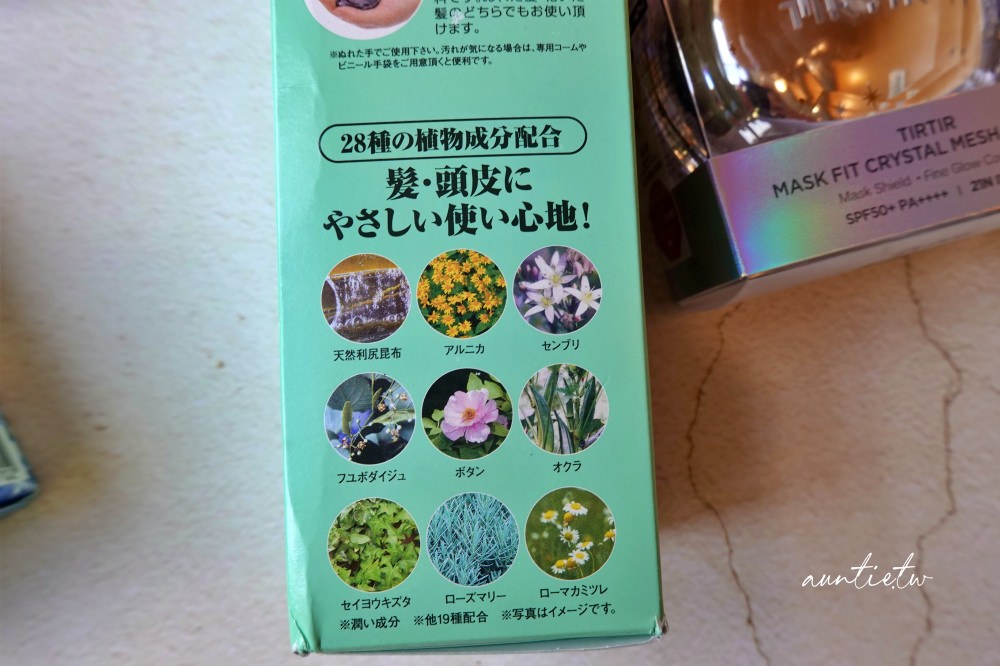 髪のどちらでもお使い頂
けます。
※ぬれた手でご使用下さい。汚れが気になる場合は、専用コームや
ビニール手袋をご用意頂くと便利です。
28種の植物成分配合
髪・頭皮に
やさしい使い心地!
天然利尻昆布
アルニカ
センブリ
フユボダイジュ
ボタン
オクラ
セイヨウキズタ
ローズマリー
ローマカミツレ
※潤い成分 ※他19種配合 ※写真はイメージです。
TIRTIR
MASK FIT CRYSTAL MESH
Mask Shield • Fine Glow
SPF50+ PA++++ | 21N
auntie.tw